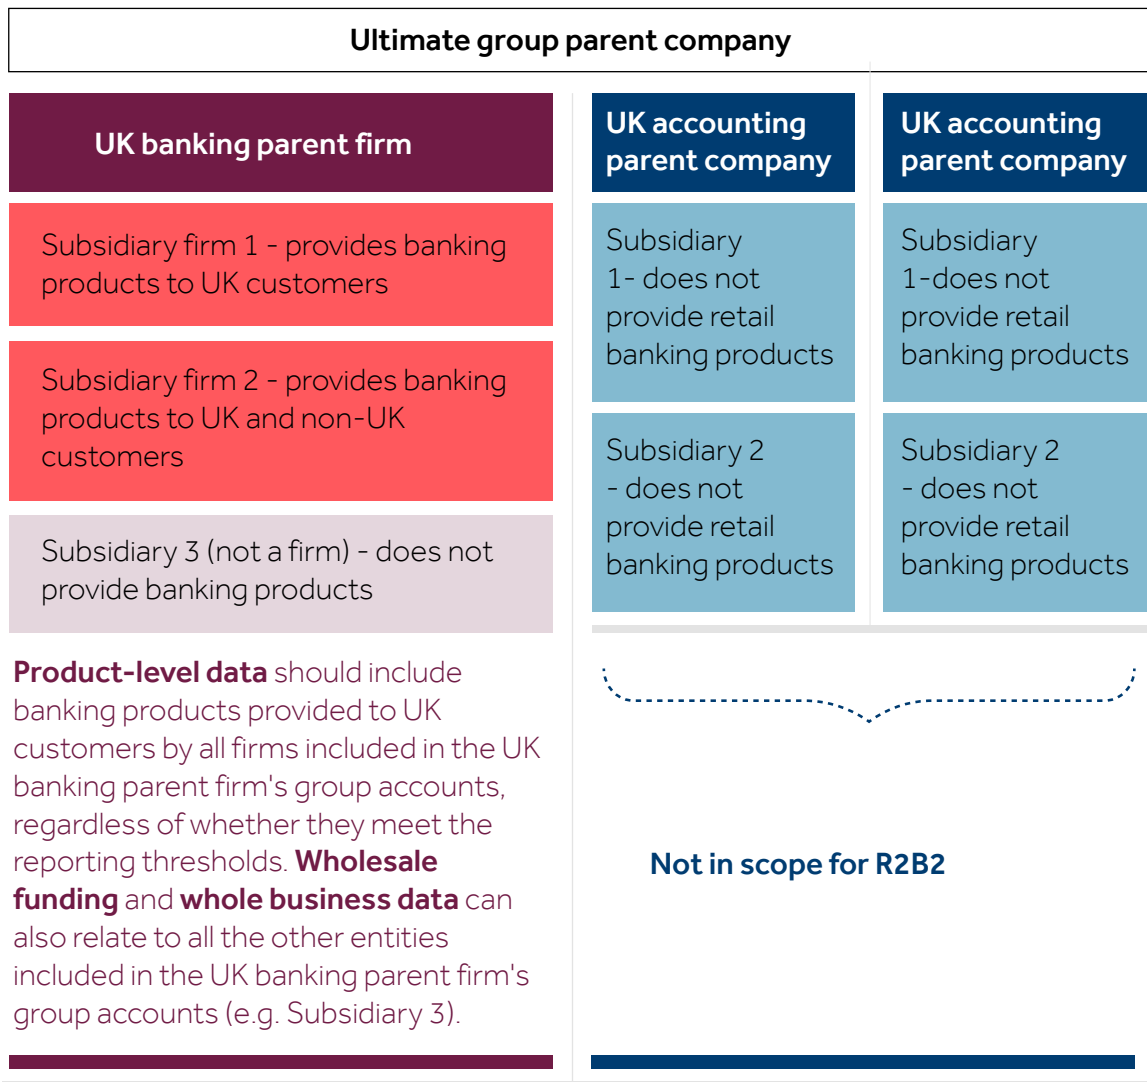 Ultimate group parent company
UK banking parent firm
Subsidiary firm 1 - provides banking
products to UK customers
Subsidiary firm 2 - provides banking
products to UK and non-UK
customers
Subsidiary 3 (not a firm) - does not
provide banking products
Product-level data should include
banking products provided to UK
customers by all firms included in the UK
banking parent firm's group accounts,
regardless of whether they meet the
reporting thresholds. Wholesale
funding and whole business data can
also relate to all the other entities
included in the UK banking parent firm's
group accounts (e.g. Subsidiary 3).
UK accounting
parent company
Subsidiary
1- does not
provide retail
banking products
Subsidiary 2
- does not
provide retail
banking products
UK accounting
parent company
Subsidiary
1-does not
provide retail
banking products
Subsidiary 2
- does not
provide retail
banking products
Not in scope for R2B2